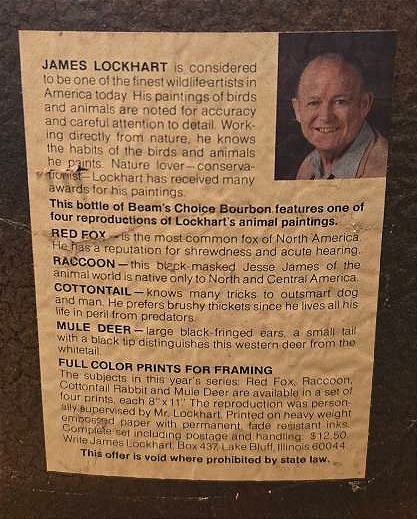 JAMES LOCKHART is considered
to be one of the finest wildlife artists in
America today. His paintings of birds
and animals are noted for accuracy
and careful attention to detail. Work-
ing directly from nature, he knows
the habits of the birds and animals
he paints. Nature lover—conserva-
tionist—Lockhart has received many
awards for his paintings.
This bottle of Beam's Choice Bourbon features one of
four reproductions of Lockhart's animal paintings.
RED FOX—is the most common fox of North America.
He has a reputation for shrewdness and acute hearing.
RACCOON—this black-masked Jesse James of the
animal world is native only to North and Central America.
COTTONTAIL—knows many tricks to outsmart dog
and man. He prefers brushy thickets since he lives all his
life in peril from predators.
MULE DEER—large black-fringed ears, a small tail
with a black tip distinguishes this western deer from the
whitetail.
FULL COLOR PRINTS FOR FRAMING
The subjects in this year's series: Red Fox, Raccoon,
Cottontail Rabbit and Mule Deer are available in a set of
four prints, each 8" x 11". The reproduction was person-
ally supervised by Mr. Lockhart. Printed on heavy weight
embossed paper with permanent, fade resistant inks.
Complete set including postage and handling: $12.50.
Write James Lockhart, Box 437, Lake Bluff, Illinois 60044
This offer is void where prohibited by state law.